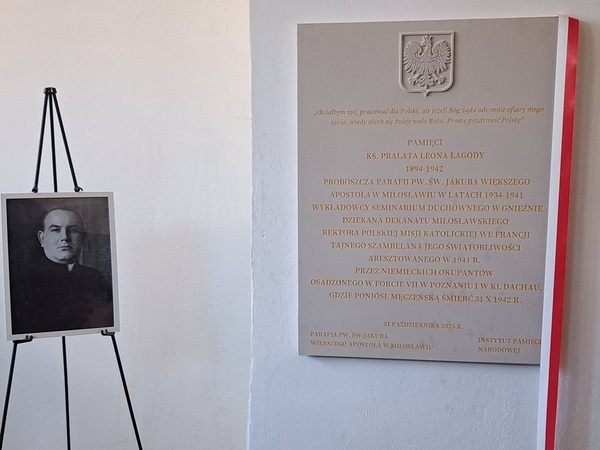 „chciałbym żyć, pracować dla Polski, ale jeżeli Bóg żąda ode mnie ofiary mego
życia, wtedy niech się dzieje wola Boża. Proszę pozdrowić Polskę”
PAMIĘCI
KS. PRAŁATA LEONA ŁAGODY
1894-1942
PROBOSZCZA PARAFII PW. ŚW. JAKUBA WIĘKSZEGO
APOSTOŁA W MIŁOSŁAWIU W LATACH 1934-1941
WYKŁADOWCY SEMINARIUM DUCHOWNEGO W GNIEŹNIE
DZIEKANA DEKANATU MIŁOSŁAWSKIEGO
REKTORA POLSKIEJ MISJI KATOLICKIEJ WE FRANCJI
TAJNEGO SZAMBELANA JEGO ŚWIĄTOBLIWOŚCI
ARESZTOWANEGO W 1941 R.
PRZEZ NIEMIECKICH OKUPANTÓW
OSADZONEGO W FORCIE VII W POZNANIU I W KL DACHAU,
GDZIE PONIÓSŁ MĘCZEŃSKĄ ŚMIERĆ 31 X 1942 R.
31 PAŹDZIERNIKA 2025 R.
PARAFIA PW. ŚW JAKUBA
WIĘKSZEGO APOSTOŁA W MIŁOSŁAWIU
INSTYTUT PAMIĘCI
NARODOWEJ